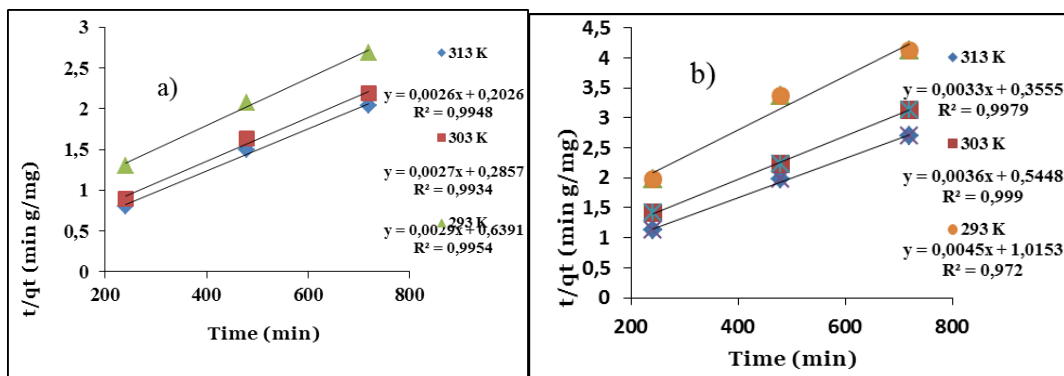 a)
t/qt (min g/mg)
3
2,5
2
1,5
1
0,5
0
200
400
600
800
Time (min)
313 K
y = 0,0026x + 0,2026
R² = 0,9948
303 K
y = 0,0027x + 0,2857
R² = 0,9934
293 K
y = 0,0029x + 0,6391
R² = 0,9954
b)
t/qt (min g/mg)
4,5
4
3,5
3
2,5
2
1,5
1
0,5
0
200
400
600
800
Time (min)
313 K
y = 0,0033x + 0,3555
R² = 0,9979
303 K
y = 0,0036x + 0,5448
R² = 0,999
293 K
y = 0,0045x + 1,0153
R² = 0,972